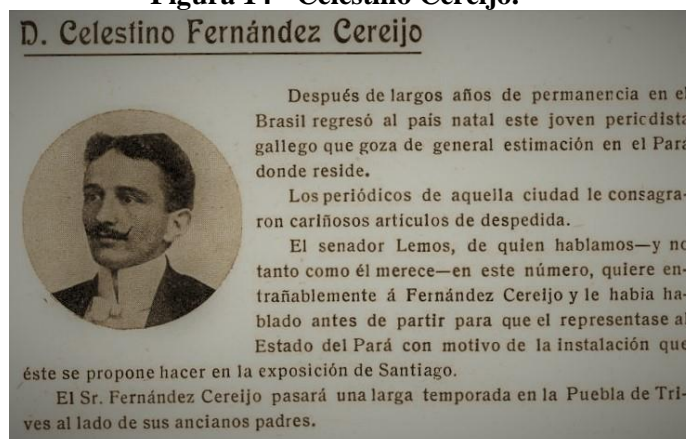 Figura 14 - Celestino Cereijo.
D. Celestino Fernández Cereijo
Después de largos años de permanencia en el
Brasil regresó al país natal este joven periodista
gallego que goza de general estimación en el Pará
donde reside.
Los periódicos de aquella ciudad le consagra-
ron cariñosos articulos de despedida.
El senador Lemos, de quien hablamos—y no
tanto como él merece—en este número, quiere en-
trañablemente á Fernández Cereijo y le habia ha-
blado antes de partir para que el representase al
Estado del Pará con motivo de la instalación que
éste se propone hacer en la exposición de Santiago.
El Sr. Fernández Cereijo pasará una larga temporada en la Puebla de Tri-
ves al lado de sus ancianos padres.